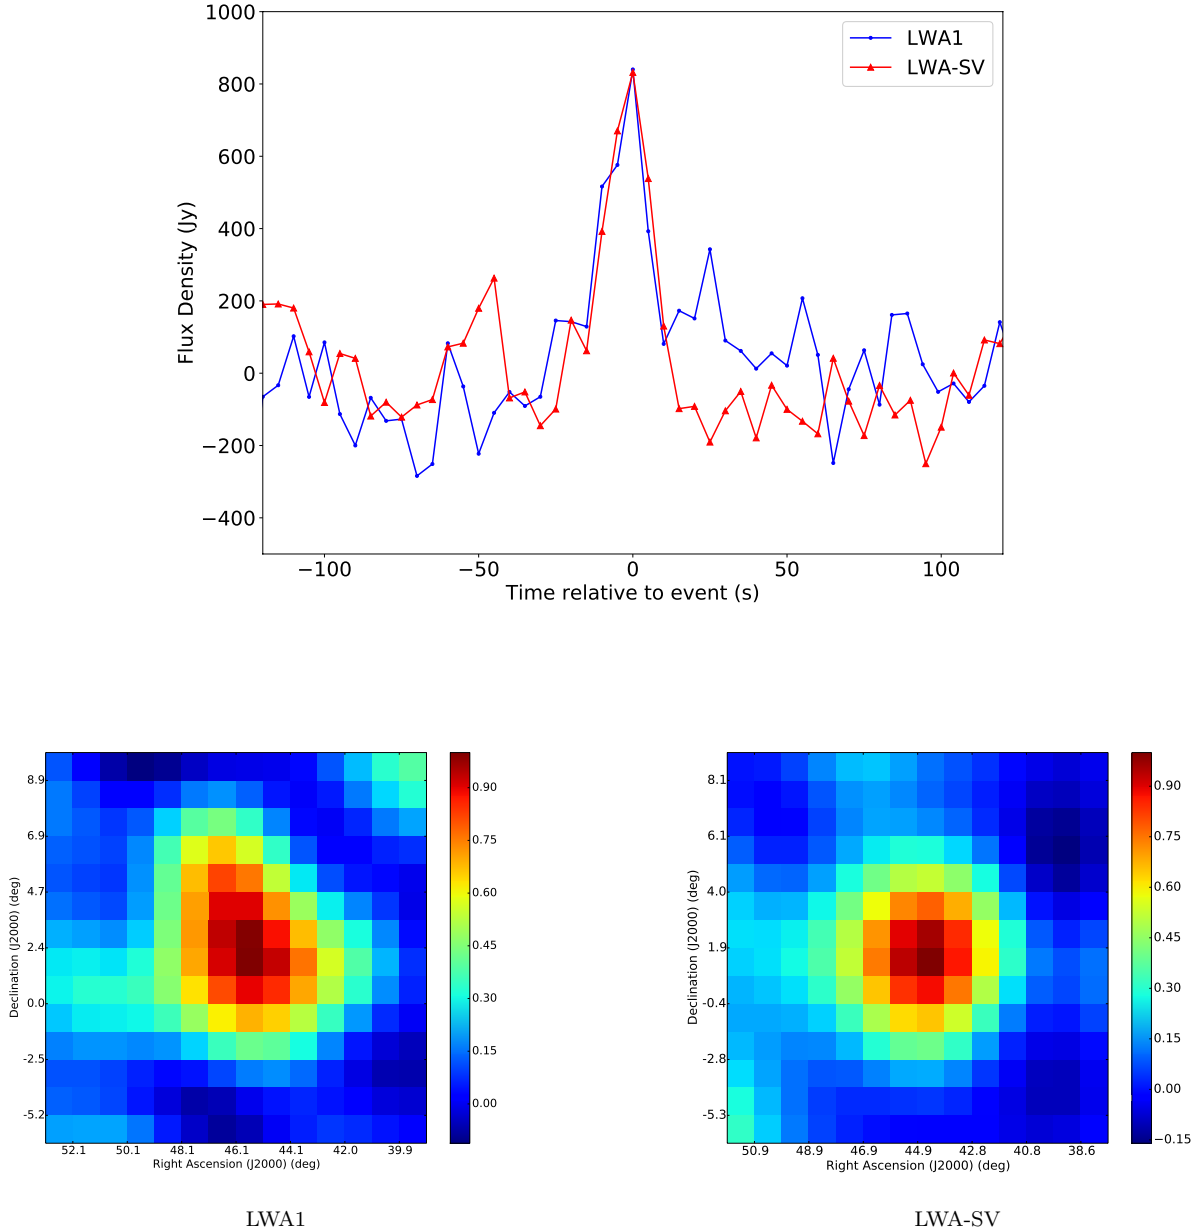 1000
800
600
400
200
0
−200
−400
Flux Density (Jy)
LWA1
LWA-SV
−100 −50 0 50 100
Time relative to event (s)
8.9
6.9
4.7
2.4
0.0
-2.5
-5.2
Declination (J2000) (deg)
52.1 50.1 48.1 46.1 44.1 42.0 39.9
Right Ascension (J2000) (deg)
0.90
0.75
0.60
0.45
0.30
0.15
0.00
LWA1
8.1
6.1
4.0
1.9
-0.4
-2.8
-5.3
Declination (J2000) (deg)
50.9 48.9 46.9 44.9 42.8 40.8 38.6
Right Ascension (J2000) (deg)
0.90
0.75
0.60
0.45
0.30
0.15
0.00
−0.15
LWA-SV